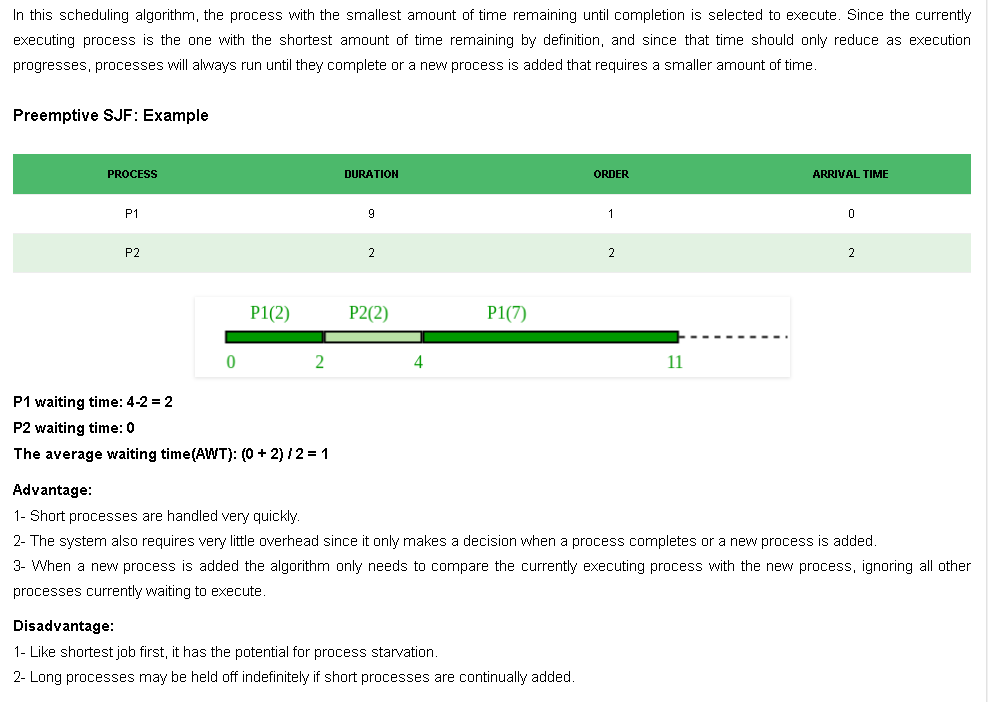 In this scheduling algorithm, the process with the smallest amount of time remaining until completion is selected to execute. Since the currently
executing process is the one with the shortest amount of time remaining by definition, and since that time should only reduce as execution
progresses, processes will always run until they complete or a new process is added that requires a smaller amount of time.
Preemptive SJF: Example
PROCESS DURATION ORDER ARRIVAL TIME
P1 9 1 0
P2 2 2 2
P1(2) P2(2) P1(7)
0 2 4 11
P1 waiting time: 4-2 = 2
P2 waiting time: 0
The average waiting time(AWT): (0 + 2) / 2 = 1
Advantage:
1- Short processes are handled very quickly.
2- The system also requires very little overhead since it only makes a decision when a process completes or a new process is added.
3- When a new process is added the algorithm only needs to compare the currently executing process with the new process, ignoring all other
processes currently waiting to execute.
Disadvantage:
1- Like shortest job first, it has the potential for process starvation.
2- Long processes may be held off indefinitely if short processes are continually added.